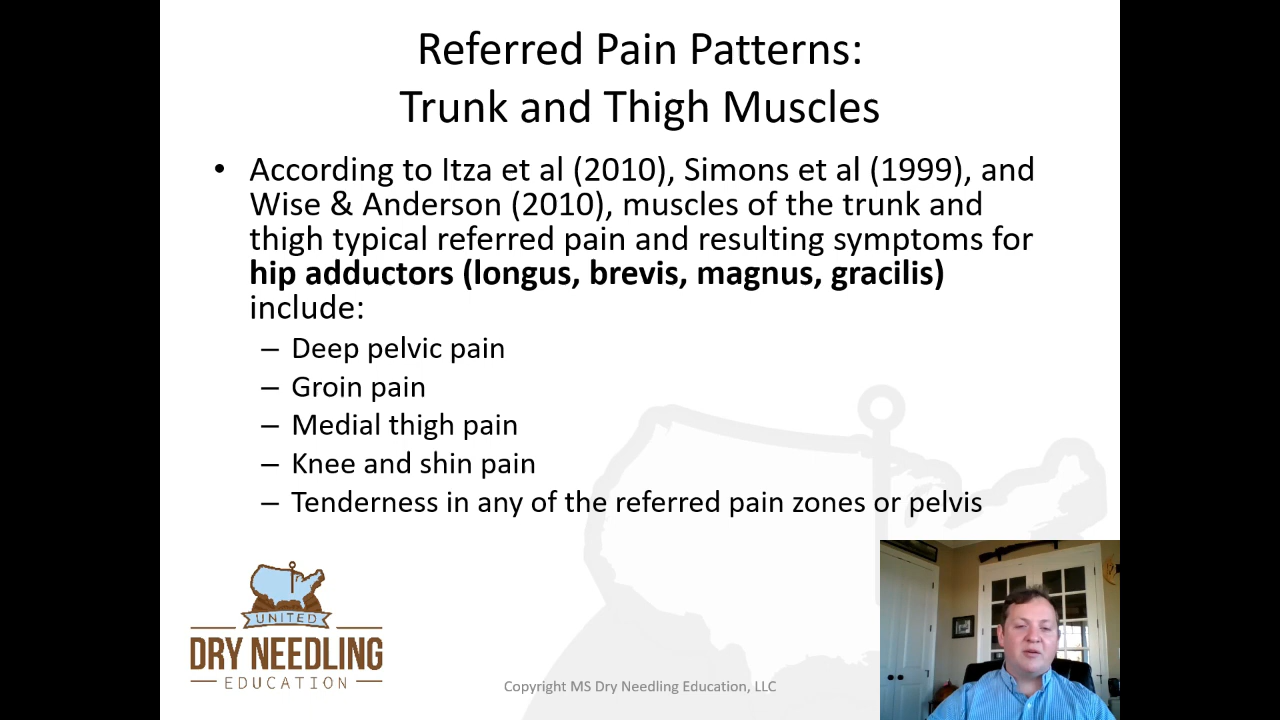 Referred Pain Patterns:
Trunk and Thigh Muscles
• According to Itza et al (2010), Simons et al (1999), and
Wise & Anderson (2010), muscles of the trunk and
thigh typical referred pain and resulting symptoms for
hip adductors (longus, brevis, magnus, gracilis)
include:
– Deep pelvic pain
– Groin pain
– Medial thigh pain
– Knee and shin pain
– Tenderness in any of the referred pain zones or pelvis
UNITED
DRY NEEDLING
EDUCATION
Copyright MS Dry Needling Education, LLC